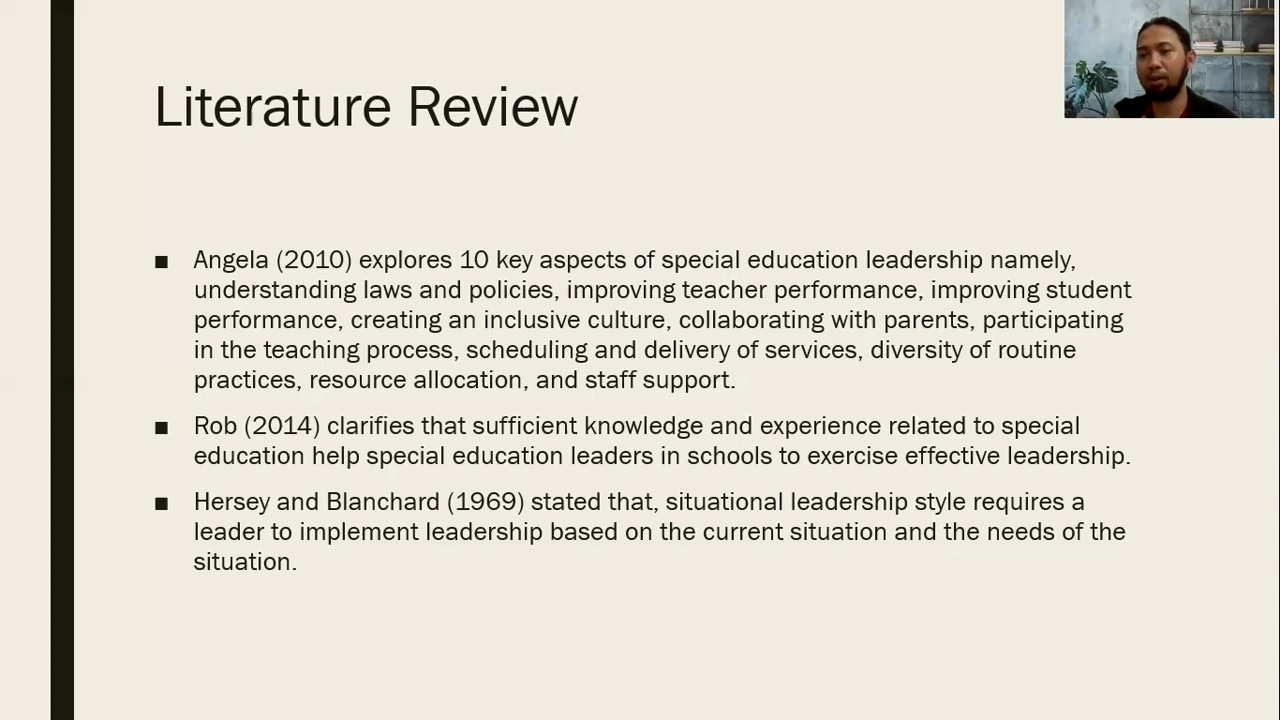 Literature Review
■ Angela (2010) explores 10 key aspects of special education leadership namely,
understanding laws and policies, improving teacher performance, improving student
performance, creating an inclusive culture, collaborating with parents, participating
in the teaching process, scheduling and delivery of services, diversity of routine
practices, resource allocation, and staff support.
■ Rob (2014) clarifies that sufficient knowledge and experience related to special
education help special education leaders in schools to exercise effective leadership.
■ Hersey and Blanchard (1969) stated that, situational leadership style requires a
leader to implement leadership based on the current situation and the needs of the
situation.